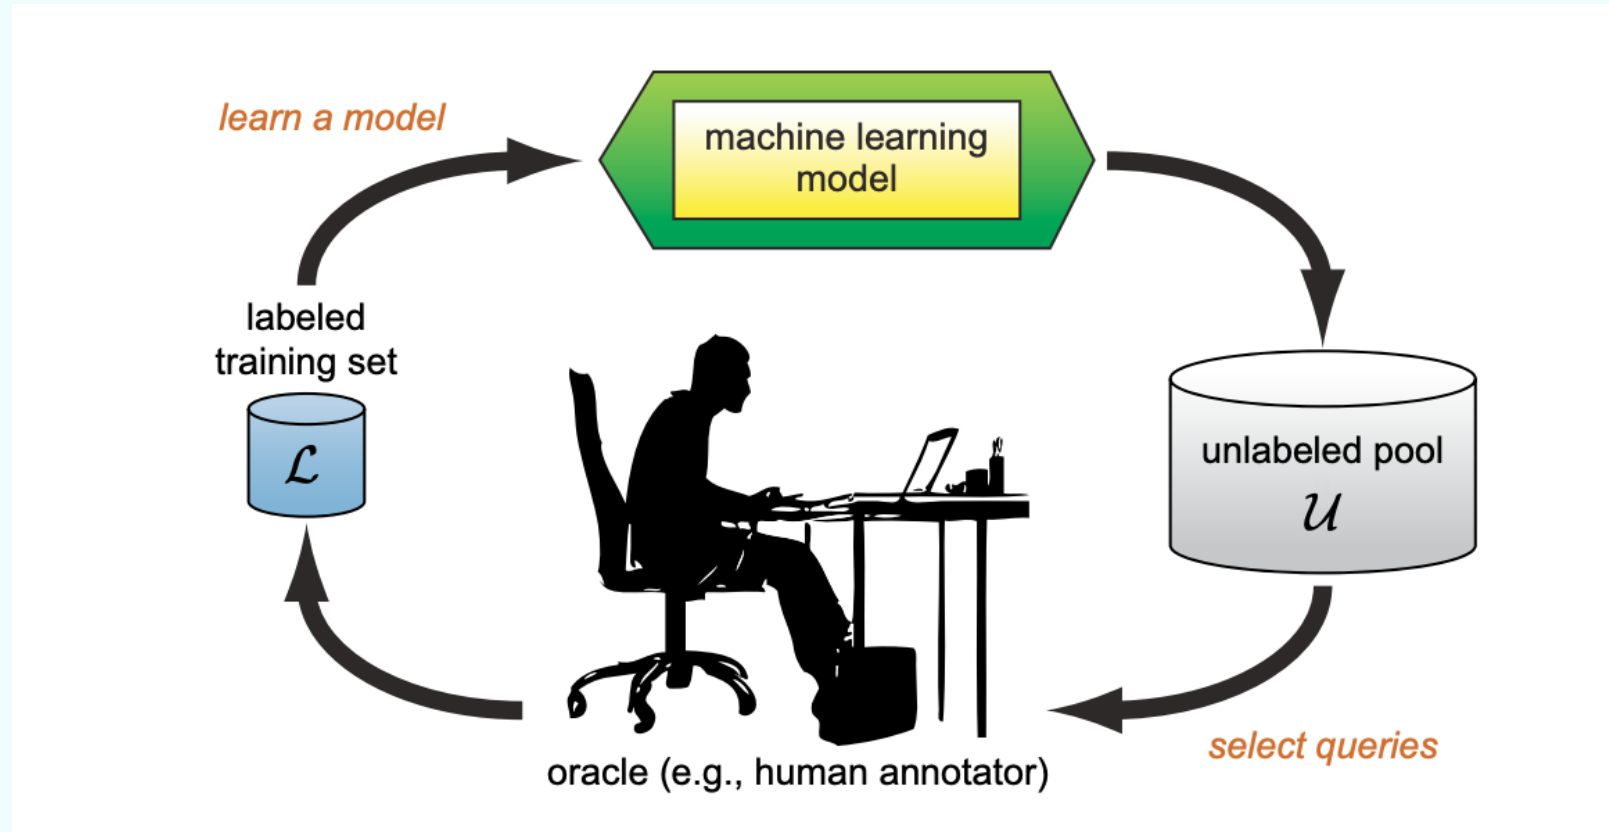 learn a model
machine learning
model
labeled
training set
ℒ
unlabeled pool
𝒰
select queries
oracle (e.g., human annotator)